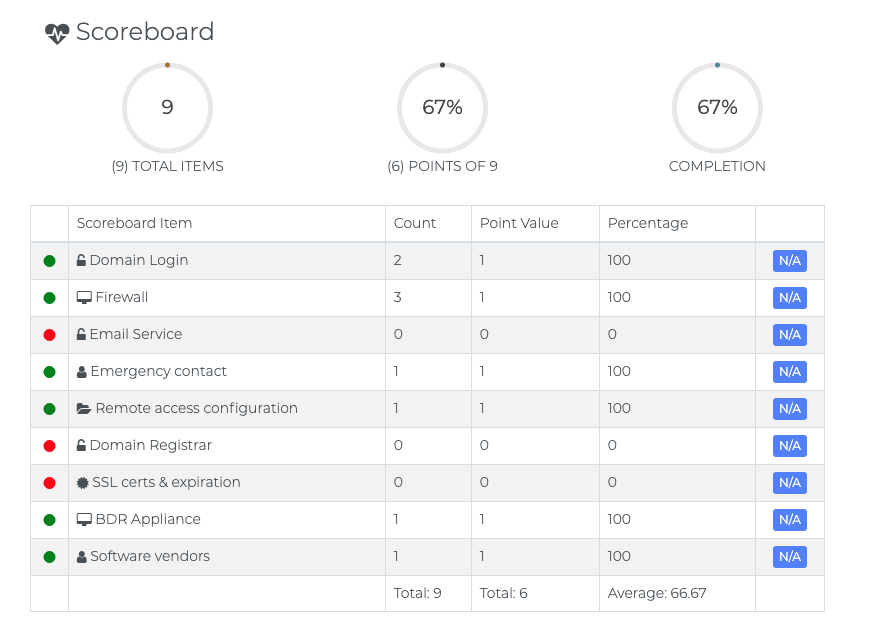 Scoreboard
9 67% 67%
(9) TOTAL ITEMS (6) POINTS OF 9 COMPLETION
Scoreboard Item Count Point Value Percentage
Domain Login 2 1 100 N/A
Firewall 3 1 100 N/A
Email Service 0 0 0 N/A
Emergency contact 1 1 100 N/A
Remote access configuration 1 1 100 N/A
Domain Registrar 0 0 0 N/A
SSL certs & expiration 0 0 0 N/A
BDR Appliance 1 1 100 N/A
Software vendors 1 1 100 N/A
Total: 9 Total: 6 Average: 66.67